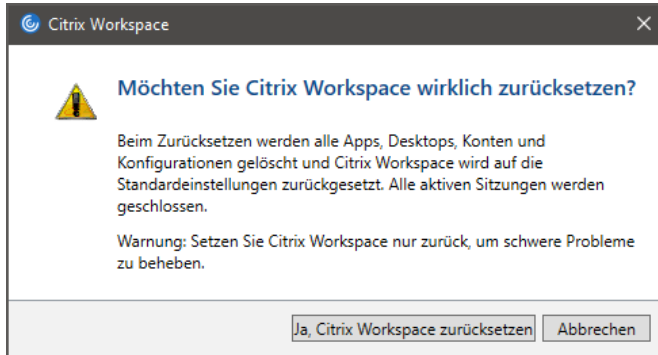 Citrix Workspace
Möchten Sie Citrix Workspace wirklich zurücksetzen?
Beim Zurücksetzen werden alle Apps, Desktops, Konten und
Konfigurationen gelöscht und Citrix Workspace wird auf die
Standardeinstellungen zurückgesetzt. Alle aktiven Sitzungen werden
geschlossen.
Warnung: Setzen Sie Citrix Workspace nur zurück, um schwere Probleme
zu beheben.
Ja, Citrix Workspace zurücksetzen Abbrechen